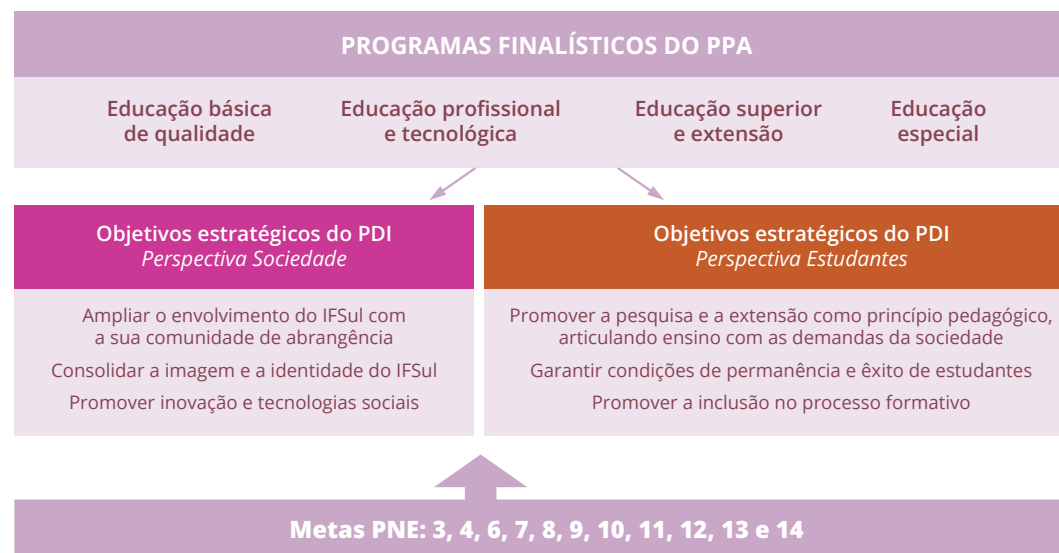 PROGRAMAS FINALÍSTICOS DO PPA
Educação básica
de qualidade
Educação profissional
e tecnológica
Educação superior
e extensão
Educação
especial
Objetivos estratégicos do PDI
Perspectiva Sociedade
Ampliar o envolvimento do IFSul com
a sua comunidade de abrangência
Consolidar a imagem e a identidade do IFSul
Promover inovação e tecnologias sociais
Objetivos estratégicos do PDI
Perspectiva Estudantes
Promover a pesquisa e a extensão como princípio pedagógico,
articulando ensino com as demandas da sociedade
Garantir condições de permanência e êxito de estudantes
Promover a inclusão no processo formativo
Metas PNE: 3, 4, 6, 7, 8, 9, 10, 11, 12, 13 e 14